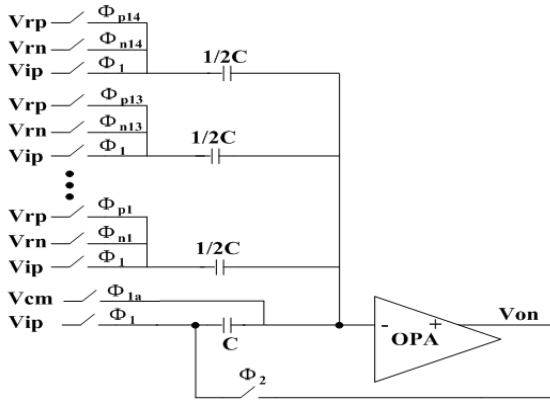 Vrp Φp14
Vrn Φn14
Vip Φ1
1/2C
Vrp Φp13
Vrn Φn13
Vip Φ1
1/2C
Vrp Φp1
Vrn Φn1
Vip Φ1
1/2C
Vcm Φ1a
Vip Φ1
C
- +
OPA
Von
Φ2